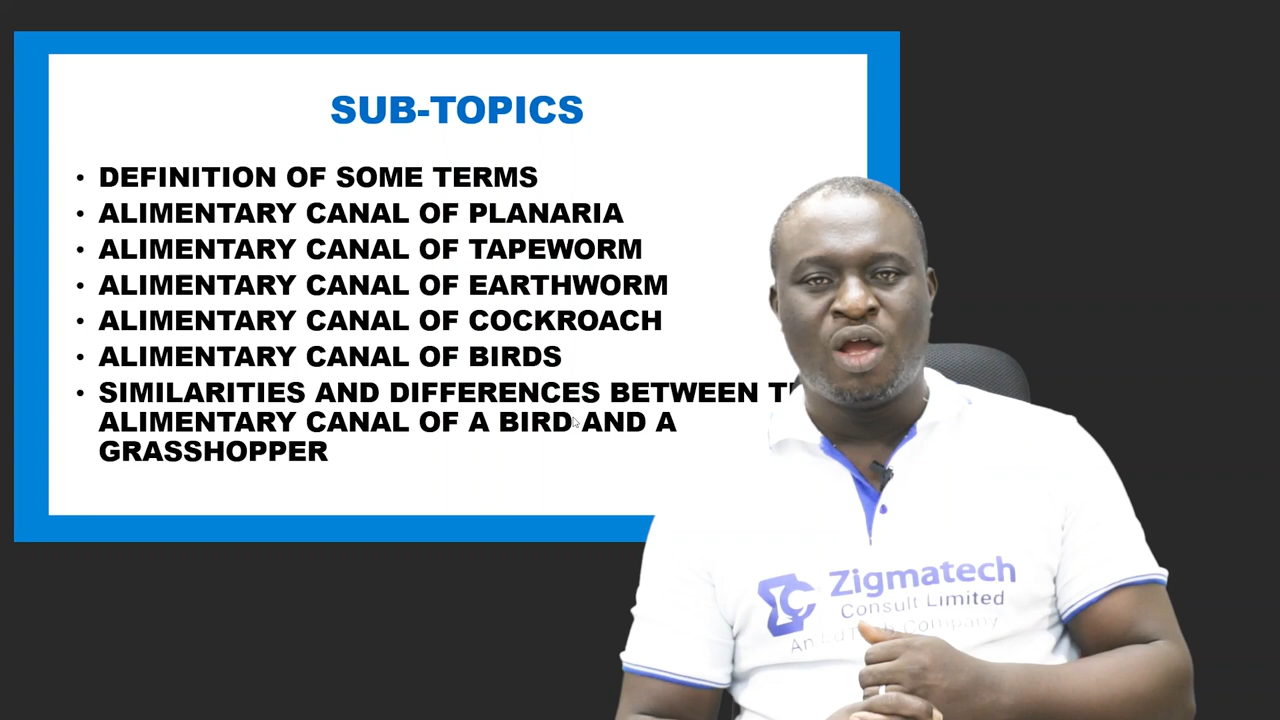 SUB-TOPICS
• DEFINITION OF SOME TERMS
• ALIMENTARY CANAL OF PLANARIA
• ALIMENTARY CANAL OF TAPEWORM
• ALIMENTARY CANAL OF EARTHWORM
• ALIMENTARY CANAL OF COCKROACH
• ALIMENTARY CANAL OF BIRDS
• SIMILARITIES AND DIFFERENCES BETWEEN
ALIMENTARY CANAL OF A BIRD AND A
GRASSHOPPER
Zigmatech
Consult Limited
Company